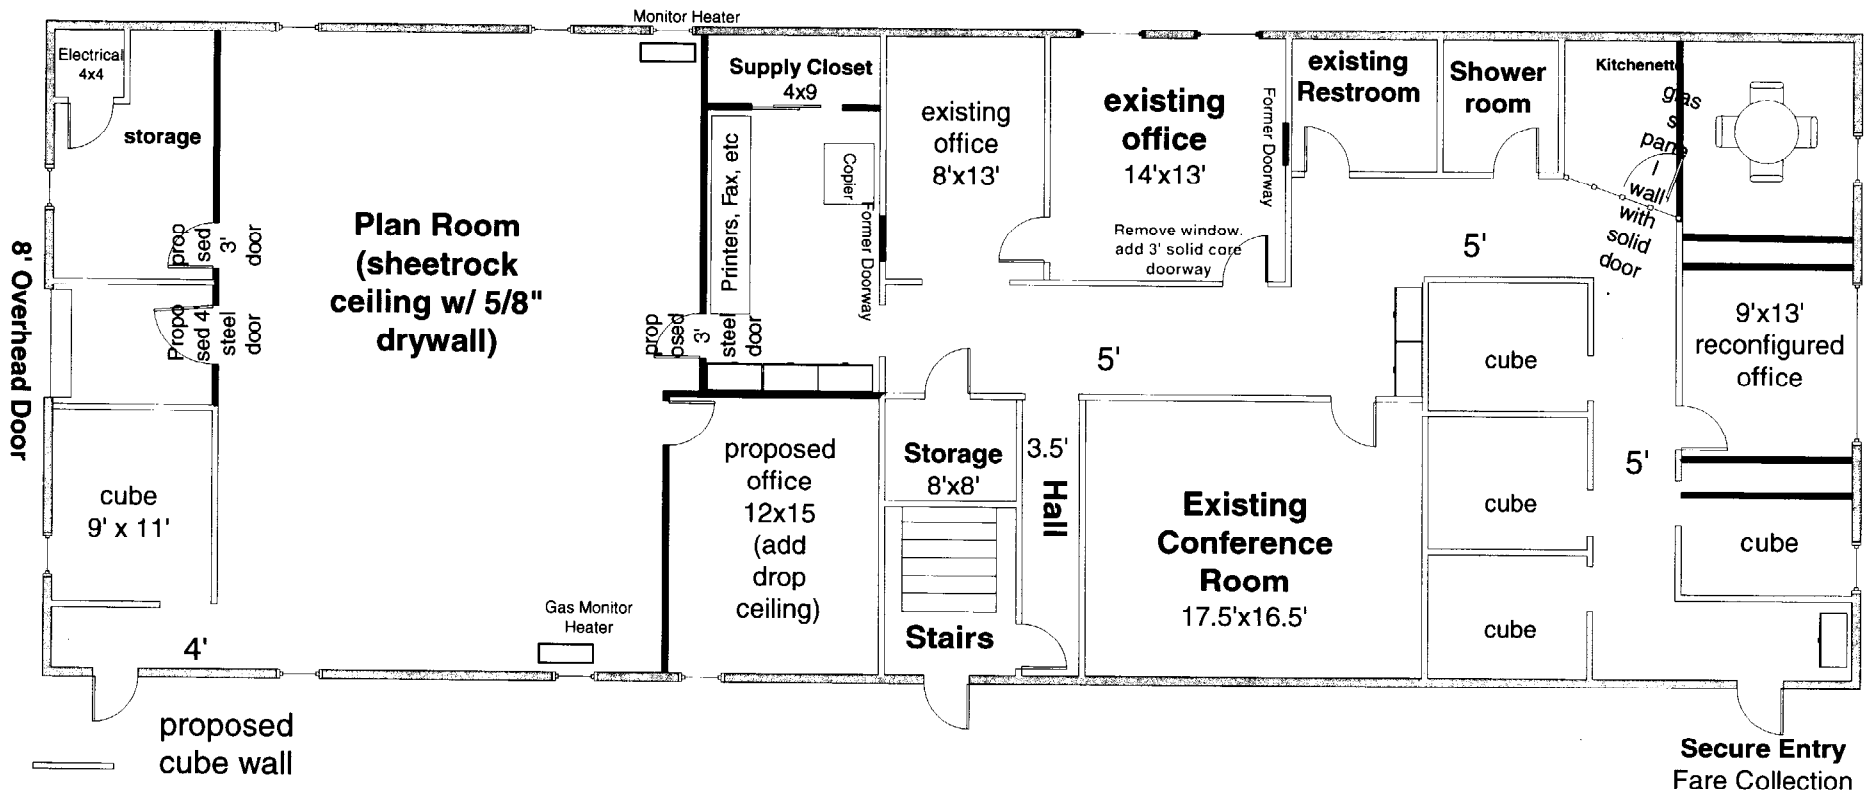 Monitor Heater
Electrical
4x4
storage
prop
sed
3'
door
Propo
sed 4
steel
door
8' Overhead Door
Plan Room
(sheetrock
ceiling w/ 5/8"
drywall)
cube
9' x 11'
4'
Gas Monitor
Heater
Supply Closet
4x9
Printers, Fax, etc
Copier
Former Doorway
prop
osed
3'
steel
door
proposed
office
12x15
(add
drop
ceiling)
existing
office
8'x13'
existing
office
14'x13'
Remove window.
add 3' solid core
doorway
Former Doorway
existing
Restroom
Shower
room
Kitchenette
glas
s
pane
l
wall
with
solid
door
5'
5'
5'
Storage
8'x8'
3.5'
Hall
Stairs
Existing
Conference
Room
17.5'x16.5'
cube
cube
cube
9'x13'
reconfigured
office
cube
proposed
cube wall
Secure Entry
Fare Collection